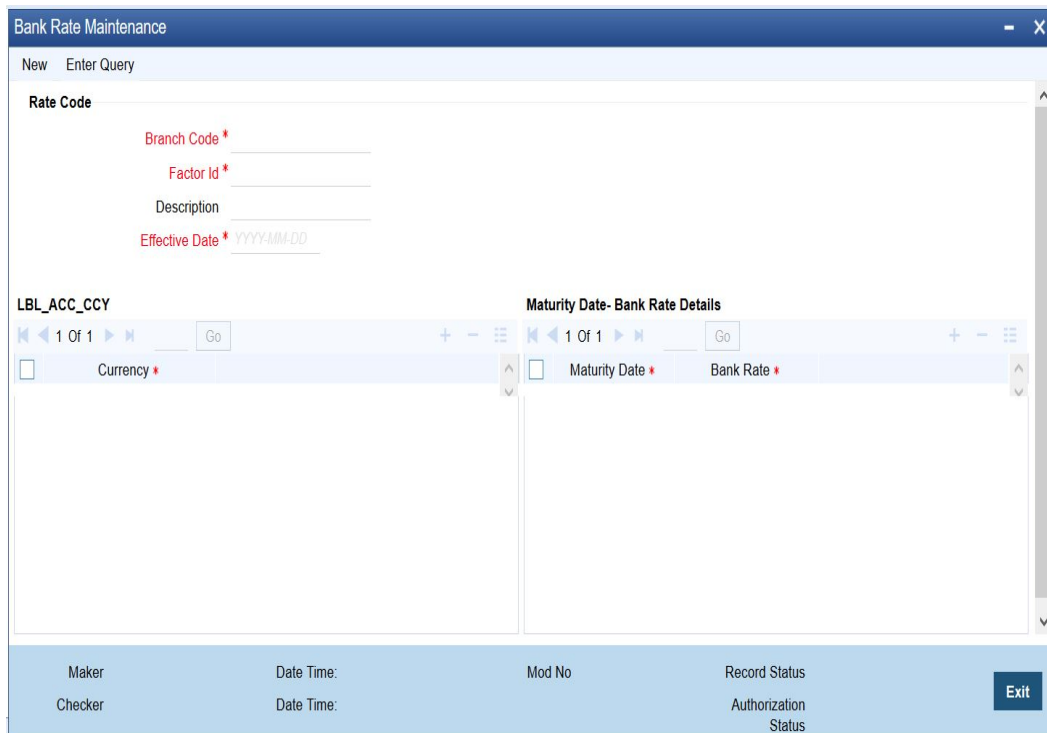 Bank Rate Maintenance
New Enter Query
Rate Code
Branch Code *
Factor Id *
Description
Effective Date * YYYY-MM-DD
LBL_ACC_CCY
1 Of 1 Go
Currency *
Maturity Date- Bank Rate Details
1 Of 1 Go
Maturity Date * Bank Rate *
Maker Date Time: Mod No Record Status
Checker Date Time: Authorization
Status
Exit